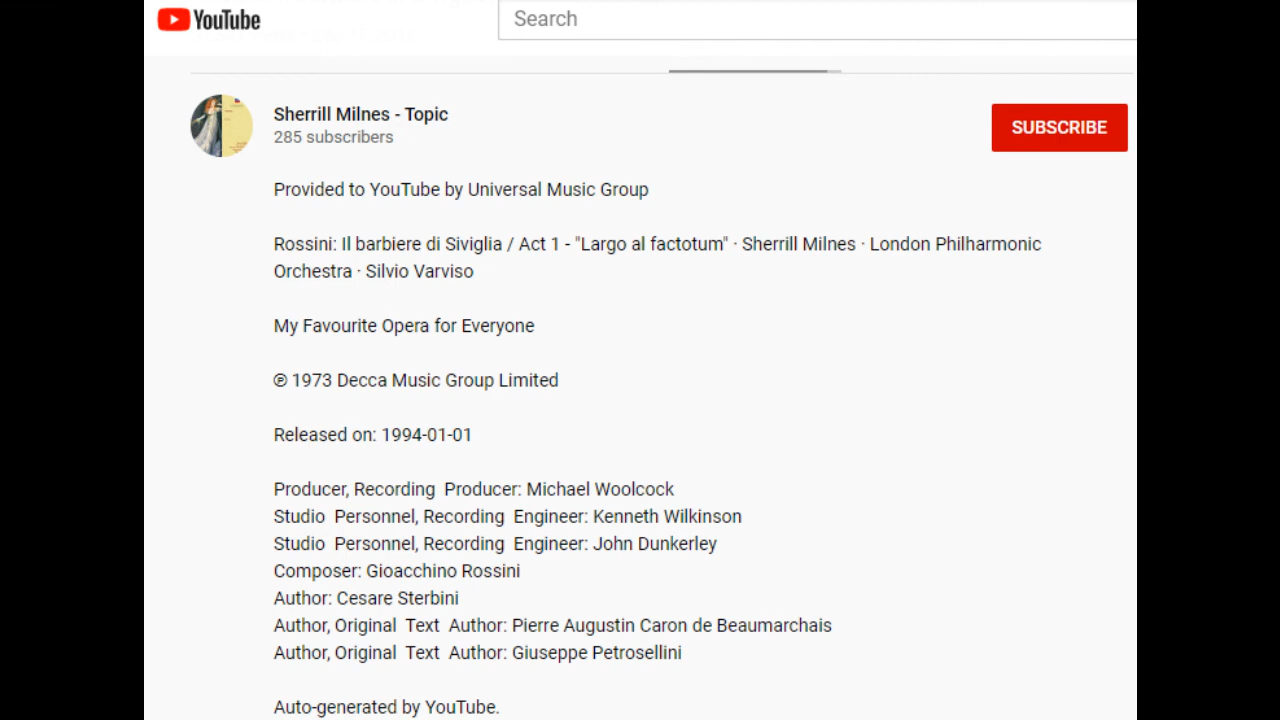 YouTube
Search
Sherrill Milnes - Topic
285 subscribers
SUBSCRIBE
Provided to YouTube by Universal Music Group
Rossini: Il barbiere di Siviglia / Act 1 - "Largo al factotum" · Sherrill Milnes · London Philharmonic
Orchestra · Silvio Varviso
My Favourite Opera for Everyone
℗ 1973 Decca Music Group Limited
Released on: 1994-01-01
Producer, Recording  Producer: Michael Woolcock
Studio  Personnel, Recording  Engineer: Kenneth Wilkinson
Studio  Personnel, Recording  Engineer: John Dunkerley
Composer: Gioacchino Rossini
Author: Cesare Sterbini
Author, Original  Text  Author: Pierre Augustin Caron de Beaumarchais
Author, Original  Text  Author: Giuseppe Petrosellini
Auto-generated by YouTube.